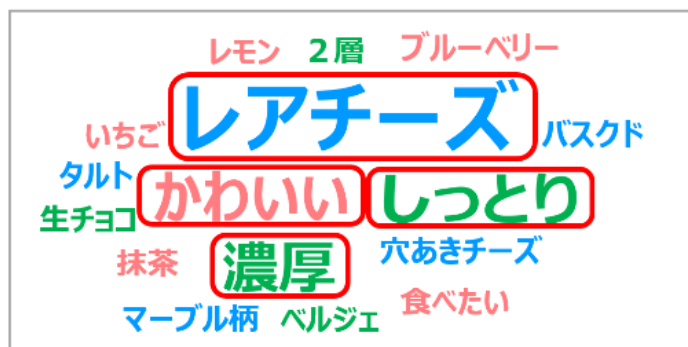 レモン ２層 ブルーベリー
レアチーズ
いちご バスクド
タルト かわいい しっとり
生チョコ
抹茶 濃厚 穴あきチーズ
マーブル柄 ベルジェ 食べたい